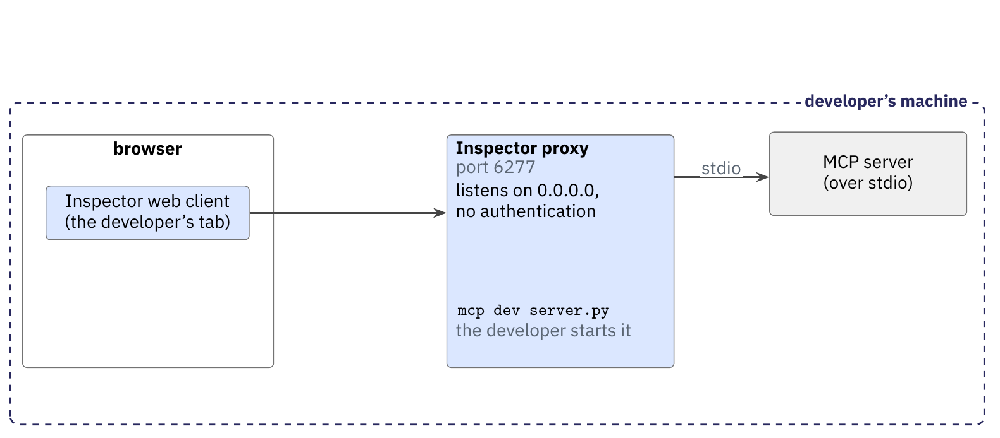 developer’s machine
browser
Inspector web client
(the developer’s tab)
Inspector proxy
port 6277
listens on 0.0.0.0,
no authentication
mcp dev server.py
the developer starts it
stdio
MCP server
(over stdio)